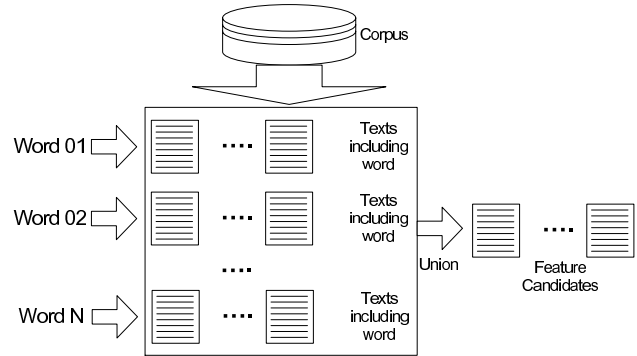 Corpus
Word 01
Texts
including
word
Word 02
Texts
including
word
Union
Feature
Candidates
Word N
Texts
including
word